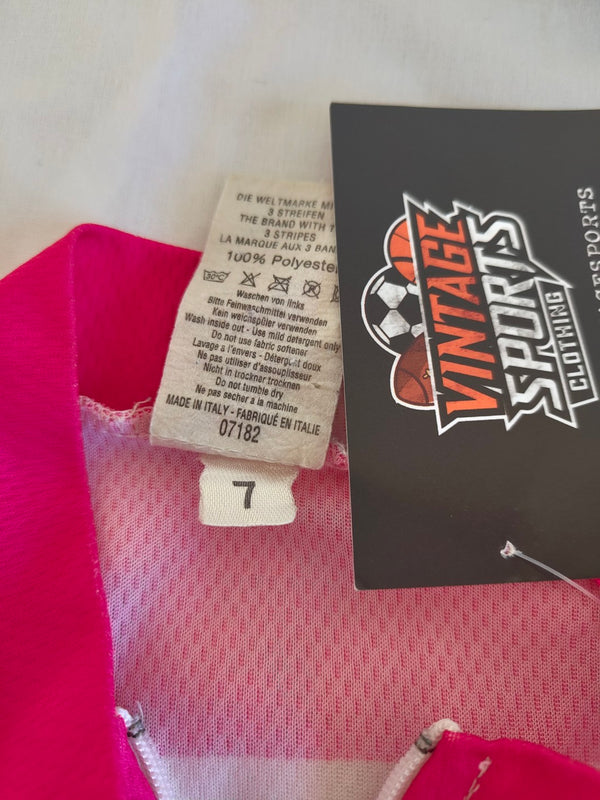 DIE WELTMARKE MI
3 STREIFEN
THE BRAND WITH T
3 STRIPES
LA MARQUE AUX 3 BAN
100% Polyester
30°C
Waschen von links
Bitte Feinwaschmittel verwenden
Kein weichspüler verwenden
Wash inside out - Use mild detergent only
Do not use fabric softener
Lavage a l'envers - Détergent doux
Ne pas utiliser d'assouplisseur
Nicht in trockner trocknen
Do not tumble dry
Ne pas secher a la machine
MADE IN ITALY - FABRIQUÉ EN ITALIE
07182
7
VINTAGE
SPORTS
CLOTHING